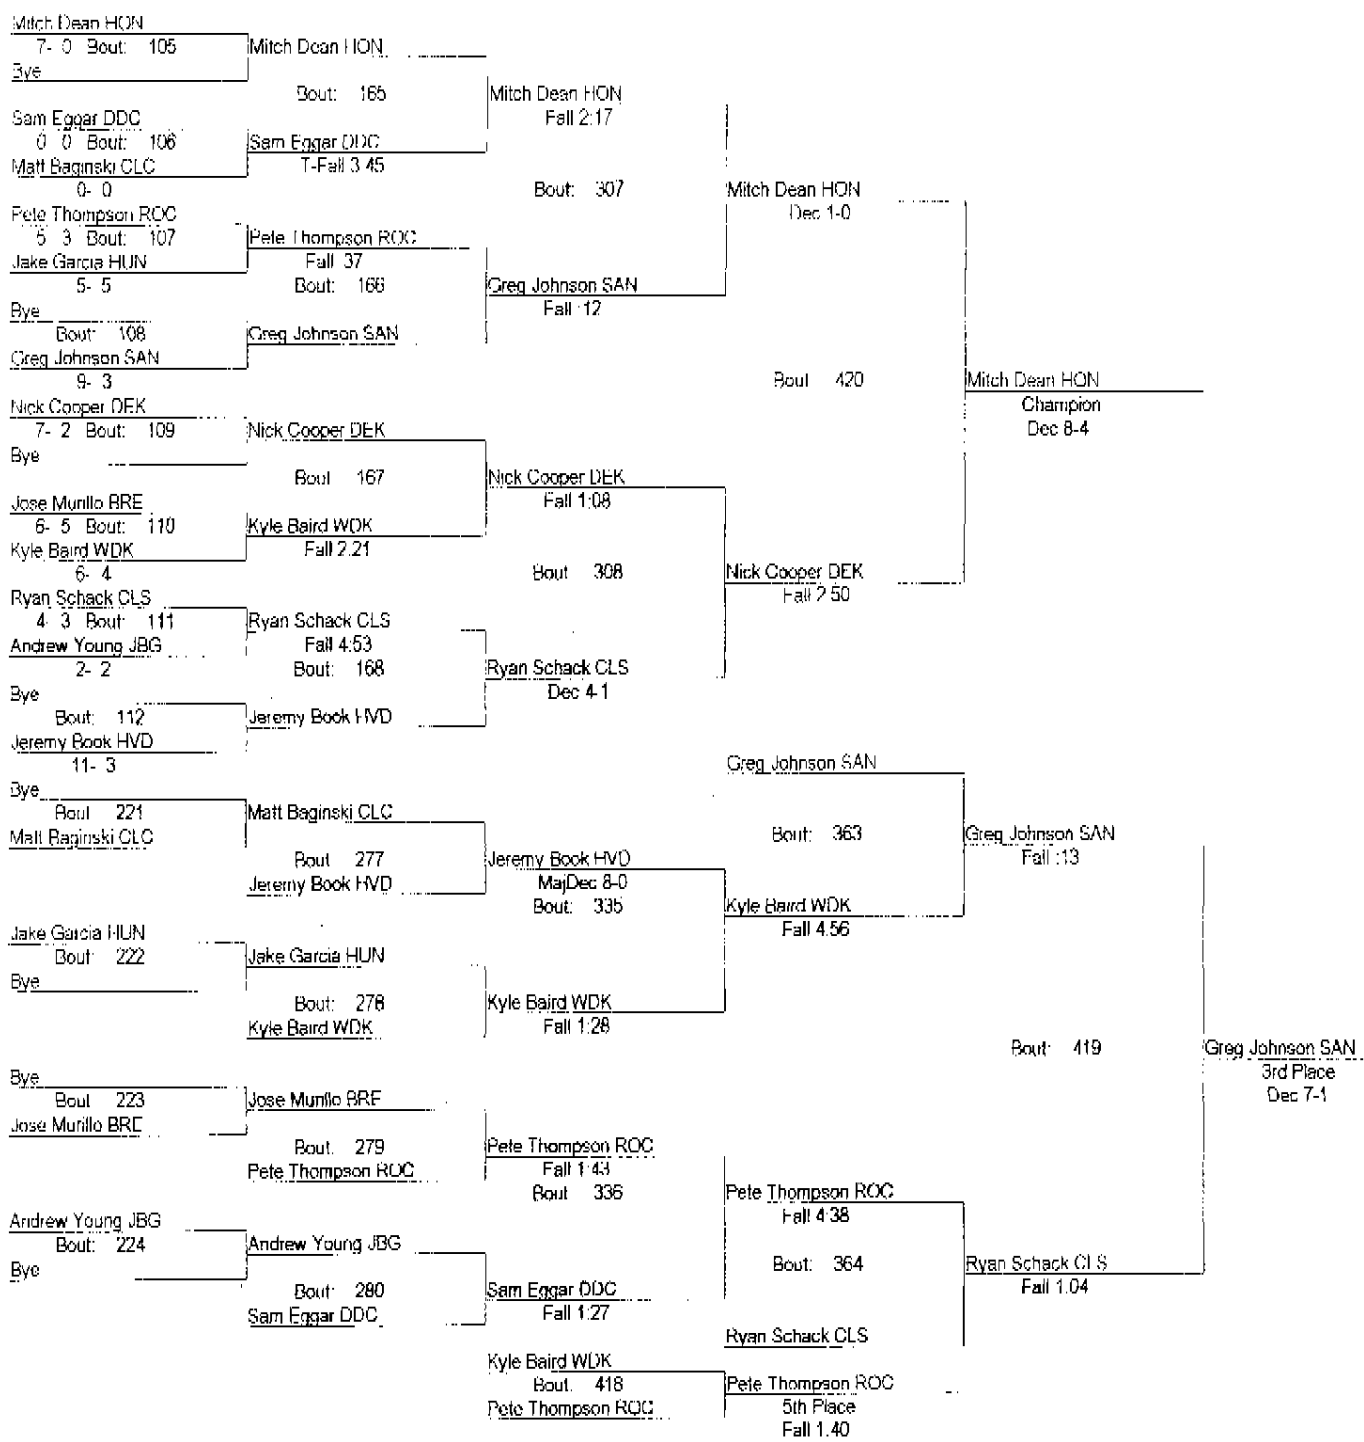 Mitch Dean HON
7- 0 Bout: 105
Mitch Dean HON
Bye
Bout: 165
Mitch Dean HON
Fall 2:17
Sam Eggar DDC
0 0 Bout: 106
Sam Eggar DDC
T-Fall 3.45
Matt Baginski CLC
0- 0
Bout: 307
Mitch Dean HON
Dec 1-0
Pete Thompson ROC
5 3 Bout: 107
Pete Thompson ROC
Fall 37
Jake Garcia HUN
5- 5
Bout: 166
Greg Johnson SAN
Fall :12
Bye
Bout: 108
Greg Johnson SAN
Greg Johnson SAN
9- 3
Bout 420
Mitch Dean HON
Champion
Dec 8-4
Nick Cooper DEK
7- 2 Bout: 109
Nick Cooper DEK
Bye
Bout 167
Nick Cooper DEK
Fall 1:08
Jose Murillo BRE
6- 5 Bout: 110
Kyle Baird WDK
Fall 2.21
Kyle Baird WDK
6- 4
Bout 308
Nick Cooper DEK
Fall 2.50
Ryan Schack CLS
4- 3 Bout: 111
Ryan Schack CLS
Fall 4:53
Andrew Young JBG
2- 2
Bout: 168
Ryan Schack CLS
Dec 4-1
Bye
Bout: 112
Jeremy Book HVD
Jeremy Book HVD
11- 3
Greg Johnson SAN
Bye
Bout 221
Matt Baginski CLC
Matt Baginski CLC
Bout: 363
Greg Johnson SAN
Fall :13
Bout 277
Jeremy Book HVD
Jeremy Book HVD
MajDec 8-0
Bout: 335
Kyle Baird WDK
Fall 4.56
Jake Garcia HUN
Bout: 222
Jake Garcia HUN
Bye
Bout: 278
Kyle Baird WDK
Kyle Baird WDK
Fall 1:28
Bout: 419
Greg Johnson SAN
3rd Place
Dec 7-1
Bye
Bout 223
Jose Murillo BRE
Jose Murillo BRE
Bout: 279
Pete Thompson ROC
Pete Thompson ROC
Fall 1:43
Bout 336
Pete Thompson ROC
Fall 4:38
Andrew Young JBG
Bout: 224
Andrew Young JBG
Bye
Bout: 280
Sam Eggar DDC
Sam Eggar DDC
Fall 1:27
Bout: 364
Ryan Schack CLS
Fall 1.04
Ryan Schack CLS
Kyle Baird WDK
Bout. 418
Pete Thompson ROC
Pete Thompson ROC
5th Place
Fall 1.40